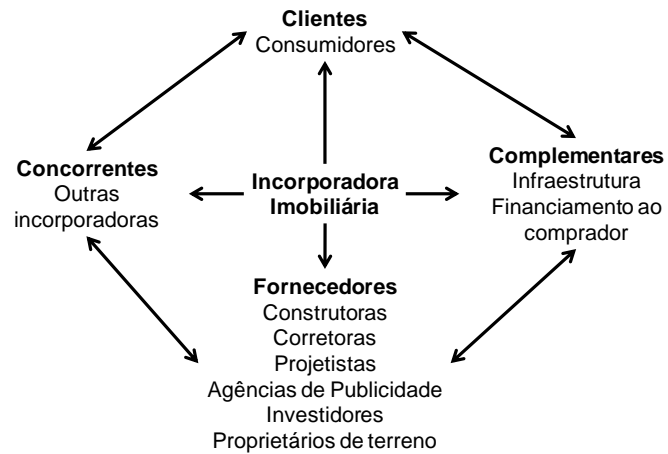 Clientes
Consumidores
Concorrentes
Outras
incorporadoras
Incorporadora
Imobiliária
Complementares
Infraestrutura
Financiamento ao
comprador
Fornecedores
Construtoras
Corretoras
Projetistas
Agências de Publicidade
Investidores
Proprietários de terreno